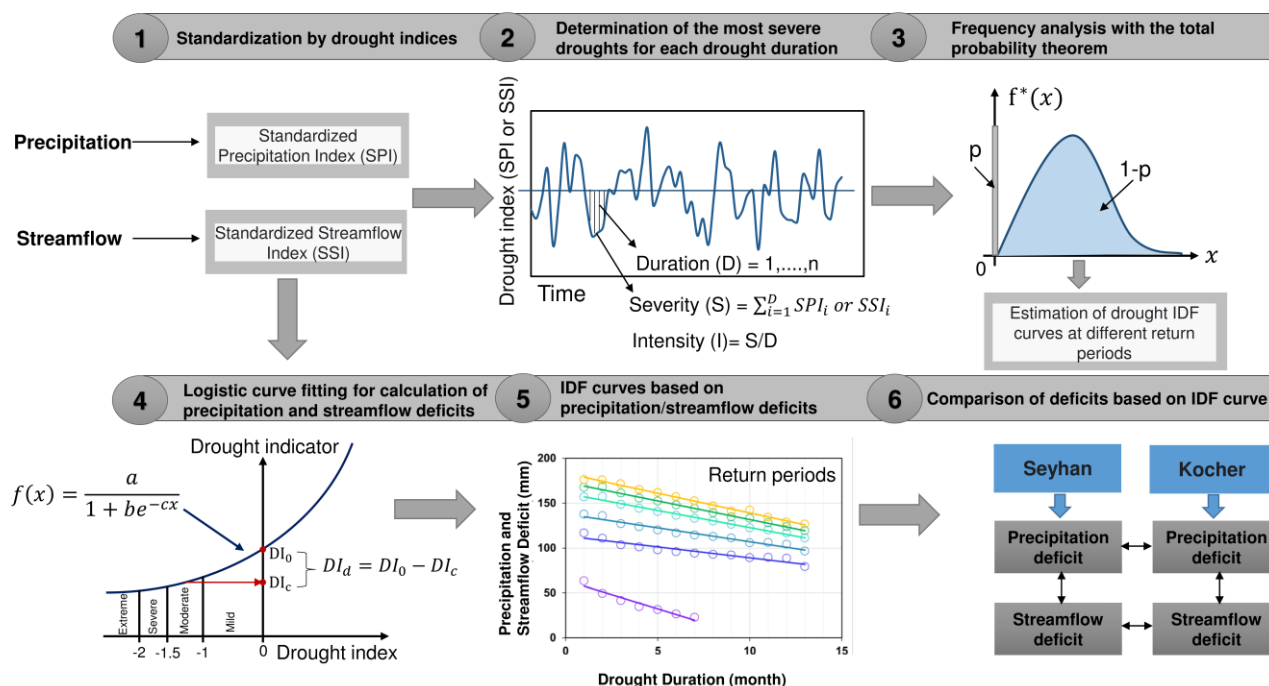 1
Standardization by drought indices
2
Determination of the most severe
droughts for each drought duration
3
Frequency analysis with the total
probability theorem
Precipitation
Standardized
Precipitation Index (SPI)
Streamflow
Standardized Streamflow
Index (SSI)
Drought index (SPI or SSI)
Duration (D) = 1,....,n
Time
Severity (S) = ∑_{i=1}^{D} SPI_i or SSI_i
Intensity (I)= S/D
f*(x)
p
1-p
0
x
Estimation of drought IDF
curves at different return
periods
4
Logistic curve fitting for calculation of
precipitation and streamflow deficits
5
IDF curves based on
precipitation/streamflow deficits
6
Comparison of deficits based on IDF curve
Drought indicator
f(x) = a / (1 + be^{-cx})
DI₀
DI_c
DI_d = DI₀ − DI_c
Extreme
Severe
Moderate
Mild
-2 -1.5 -1 0
Drought index
Precipitation and
Streamflow Deficit (mm)
200
150
100
50
0
Return periods
0 5 10 15
Drought Duration (month)
Seyhan
Kocher
Precipitation
deficit
Precipitation
deficit
Streamflow
deficit
Streamflow
deficit